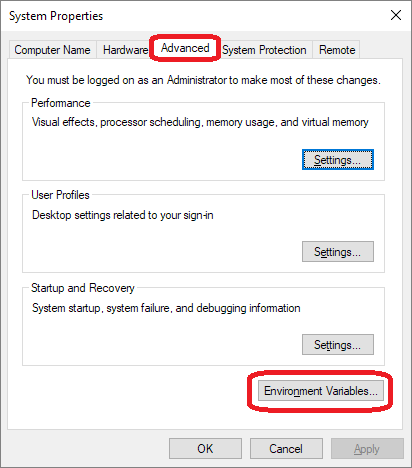 System Properties
Computer Name Hardware Advanced System Protection Remote
You must be logged on as an Administrator to make most of these changes.
Performance
Visual effects, processor scheduling, memory usage, and virtual memory
Settings...
User Profiles
Desktop settings related to your sign-in
Settings...
Startup and Recovery
System startup, system failure, and debugging information
Settings...
Environment Variables...
OK Cancel Apply